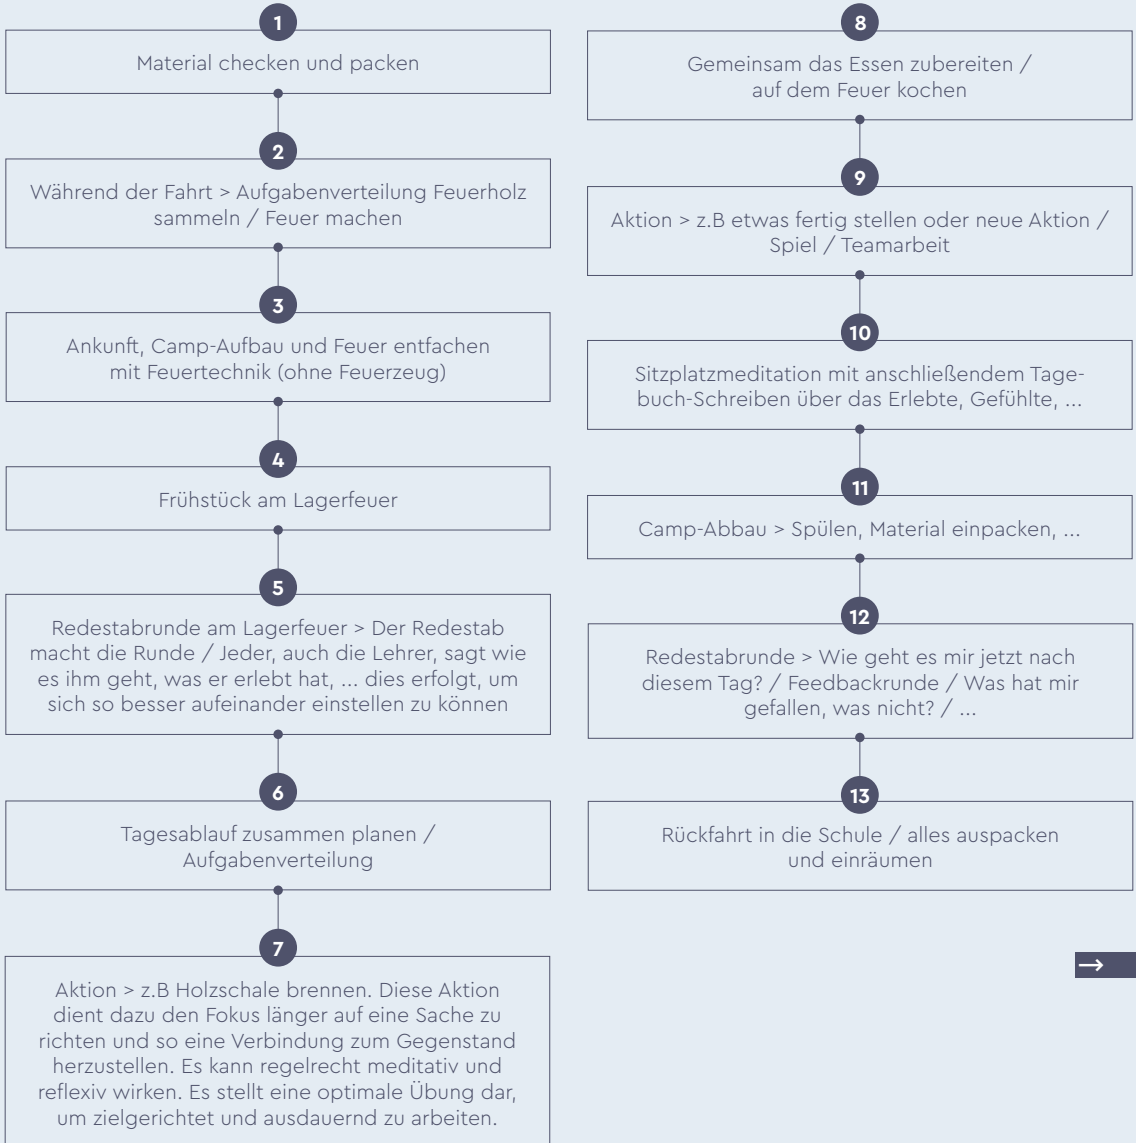 1
Material checken und packen
2
Während der Fahrt > Aufgabenverteilung Feuerholz
sammeln / Feuer machen
3
Ankunft, Camp-Aufbau und Feuer entfachen
mit Feuertechnik (ohne Feuerzeug)
4
Frühstück am Lagerfeuer
5
Redestabrunde am Lagerfeuer > Der Redestab
macht die Runde / Jeder, auch die Lehrer, sagt wie
es ihm geht, was er erlebt hat, ... dies erfolgt, um
sich so besser aufeinander einstellen zu können
6
Tagesablauf zusammen planen /
Aufgabenverteilung
7
Aktion > z.B Holzschale brennen. Diese Aktion
dient dazu den Fokus länger auf eine Sache zu
richten und so eine Verbindung zum Gegenstand
herzustellen. Es kann regelrecht meditativ und
reflexiv wirken. Es stellt eine optimale Übung dar,
um zielgerichtet und ausdauernd zu arbeiten.
8
Gemeinsam das Essen zubereiten /
auf dem Feuer kochen
9
Aktion > z.B etwas fertig stellen oder neue Aktion /
Spiel / Teamarbeit
10
Sitzplatzmeditation mit anschließendem Tage-
buch-Schreiben über das Erlebte, Gefühlte, ...
11
Camp-Abbau > Spülen, Material einpacken, ...
12
Redestabrunde > Wie geht es mir jetzt nach
diesem Tag? / Feedbackrunde / Was hat mir
gefallen, was nicht? / ...
13
Rückfahrt in die Schule / alles auspacken
und einräumen
→